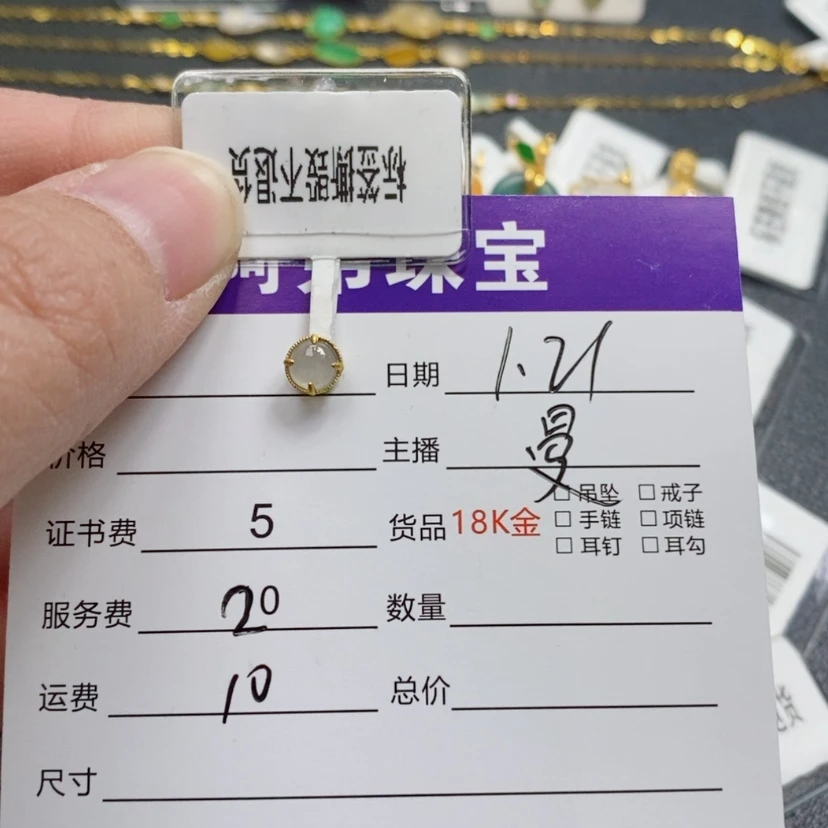 标签撕毁不退货
珠宝
日期 1.21
价格
主播 曼
证书费 5
货品 18K金 □吊坠 □戒子
□手链 □项链
□耳钉 □耳勾
服务费 20
数量
运费 10
总价
尺寸